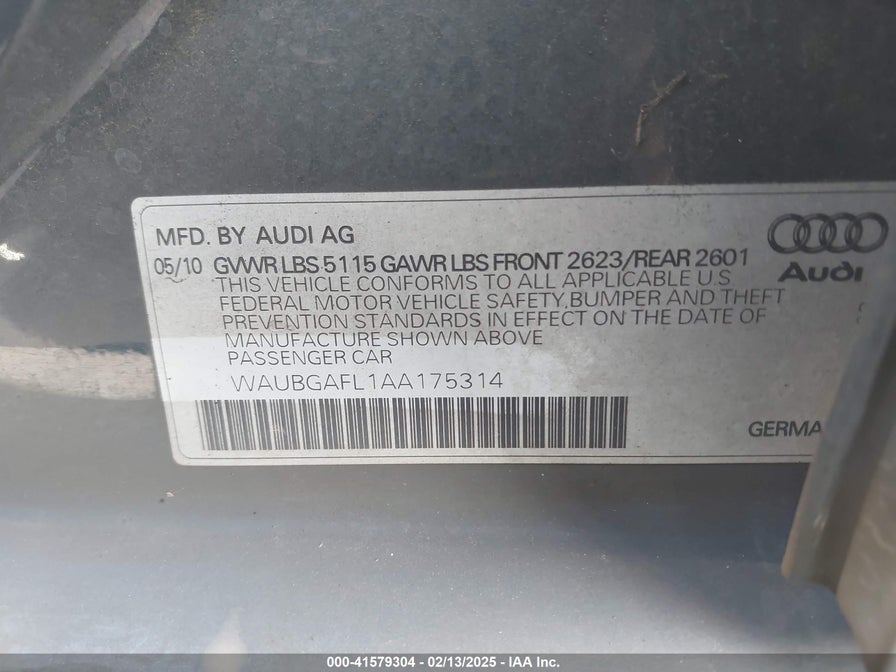 MFD. BY AUDI AG
05/10 GVWR LBS 5115 GAWR LBS FRONT 2623/REAR 2601
THIS VEHICLE CONFORMS TO ALL APPLICABLE U.S
FEDERAL MOTOR VEHICLE SAFETY, BUMPER AND THEFT
PREVENTION STANDARDS IN EFFECT ON THE DATE OF
MANUFACTURE SHOWN ABOVE
PASSENGER CAR
WAUBGAFL1AA175314
Audi
GERMA
000-41579304 - 02/13/2025 - IAA Inc.